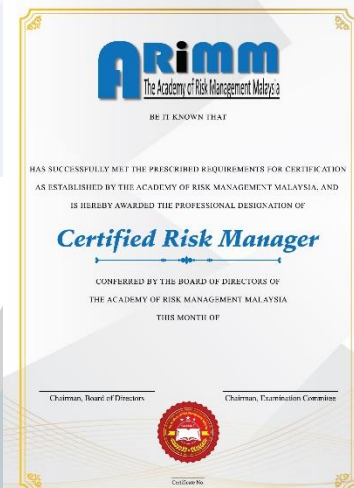 ARiMM
The Academy of Risk Management Malaysia
BE IT KNOWN THAT
HAS SUCCESSFULLY MET THE PRESCRIBED REQUIREMENTS FOR CERTIFICATION
AS ESTABLISHED BY THE ACADEMY OF RISK MANAGEMENT MALAYSIA, AND
IS HEREBY AWARDED THE PROFESSIONAL DESIGNATION OF
Certified Risk Manager
CONFERRED BY THE BOARD OF DIRECTORS OF
THE ACADEMY OF RISK MANAGEMENT MALAYSIA
THIS MONTH OF
Chairman, Board of Directors
Chairman, Examination Committee
Certificate No